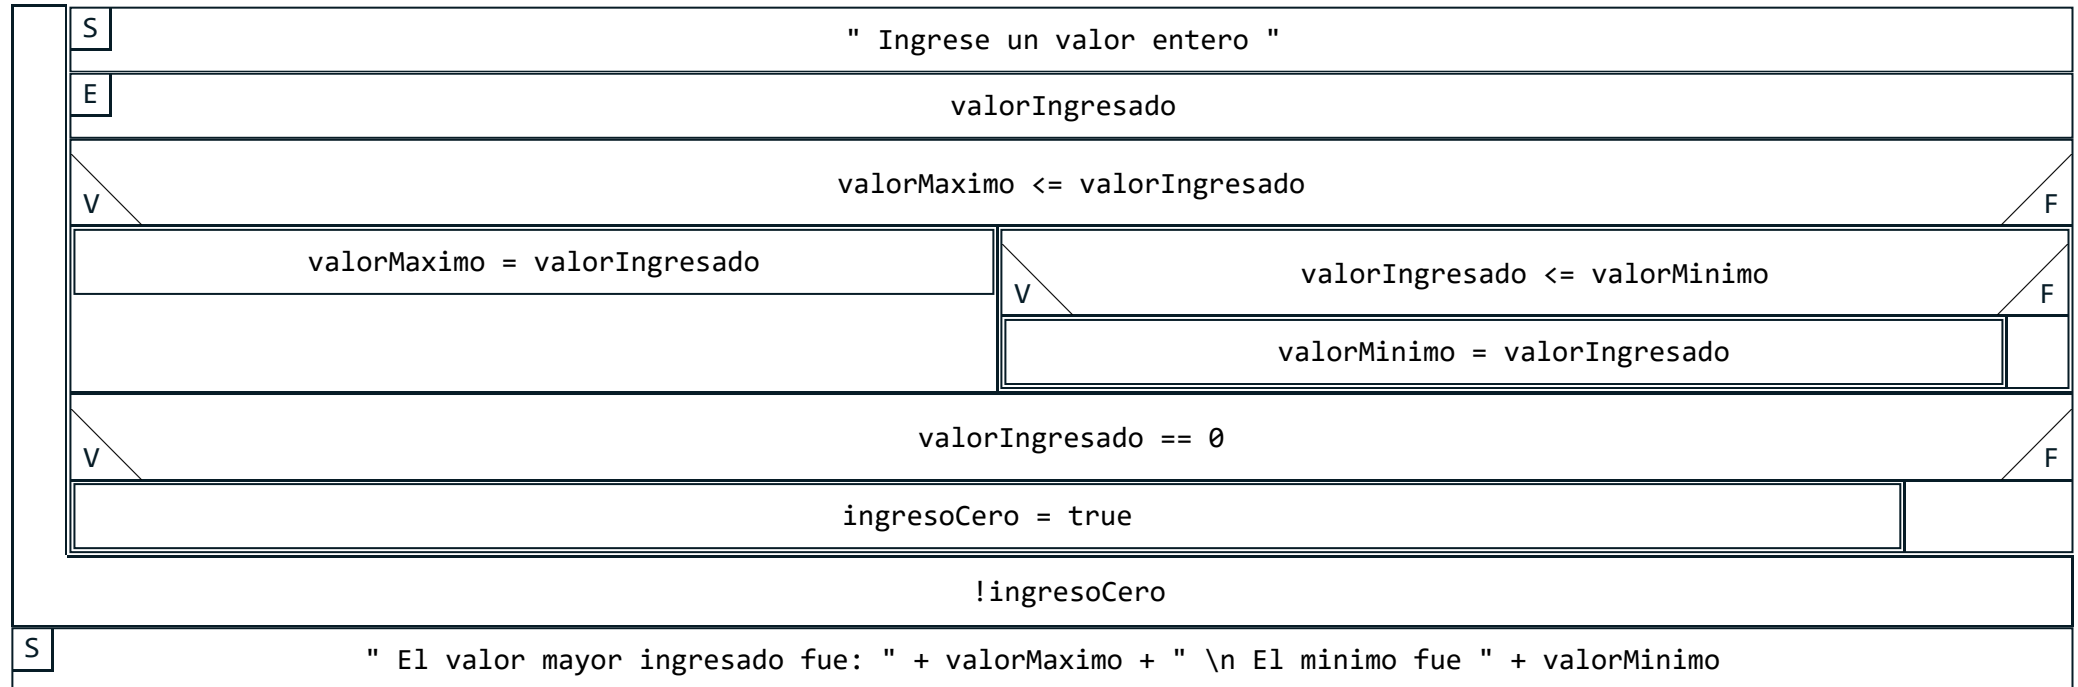 S
" Ingrese un valor entero "
E
valorIngresado
valorMaximo <= valorIngresado
V
F
valorMaximo = valorIngresado
valorIngresado <= valorMinimo
V
F
valorMinimo = valorIngresado
valorIngresado == 0
V
F
ingresoCero = true
!ingresoCero
S
" El valor mayor ingresado fue: " + valorMaximo + " \n El minimo fue " + valorMinimo